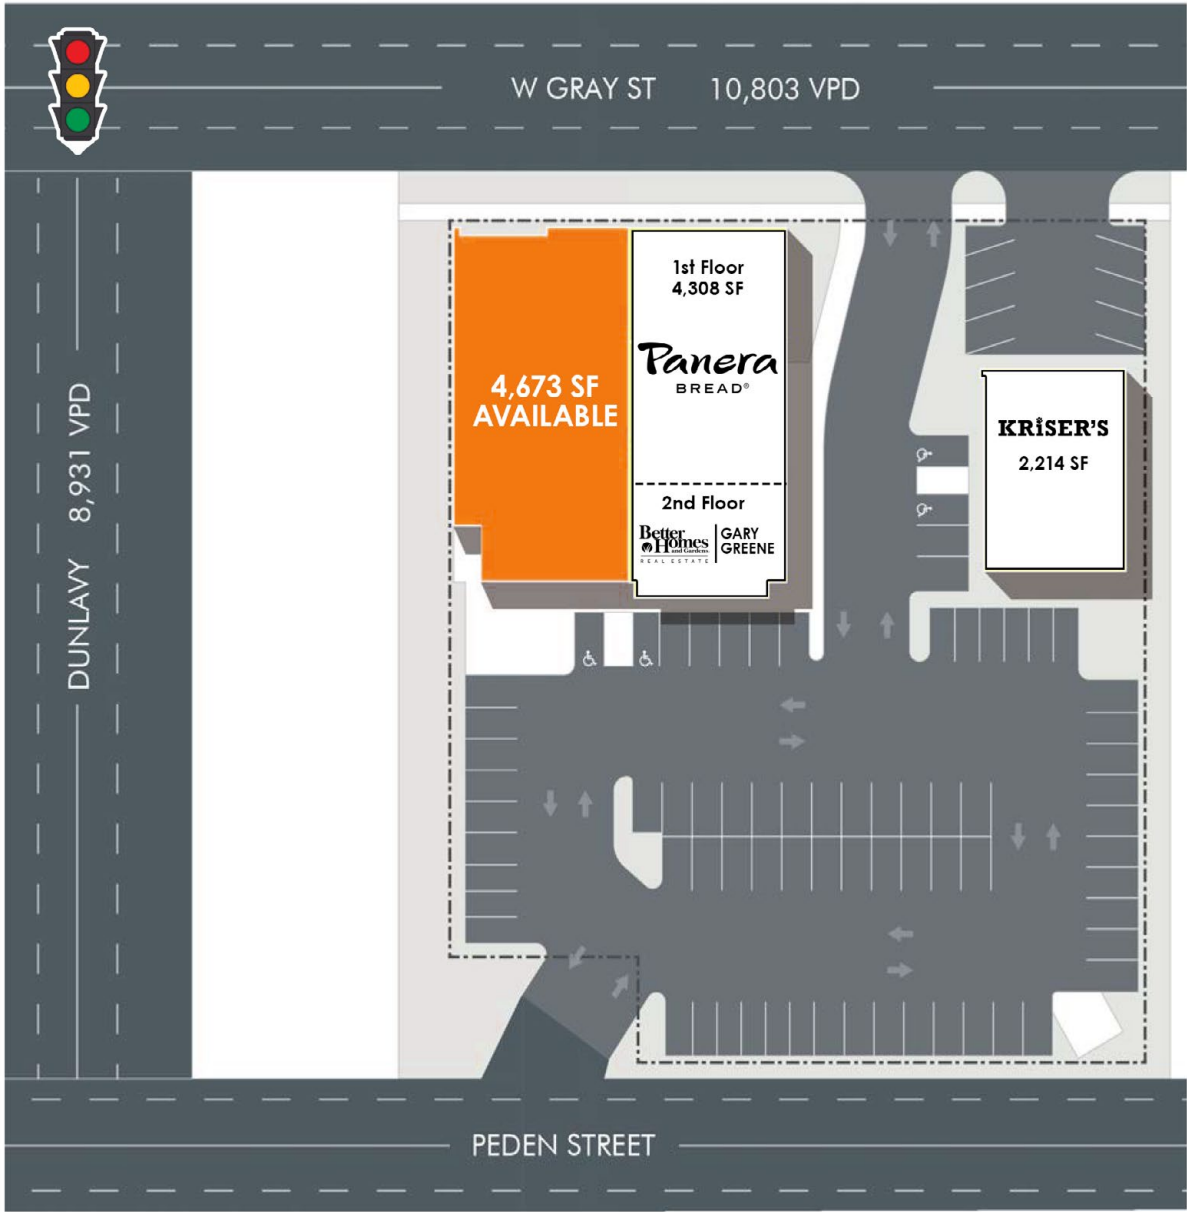 W GRAY ST 10,803 VPD
DUNLAVY 8,931 VPD
4,673 SF
AVAILABLE
1st Floor
4,308 SF
Panera
BREAD®
2nd Floor
Better
Homes
and Gardens
REAL ESTATE
GARY
GREENE
KRiSER'S
2,214 SF
PEDEN STREET